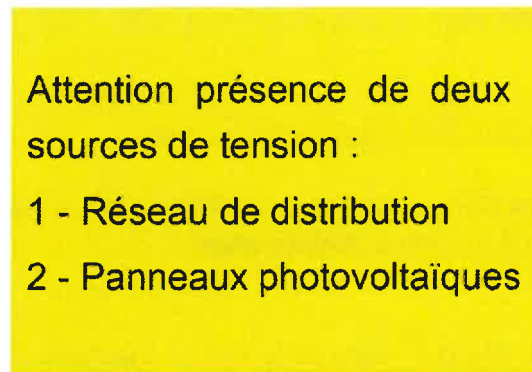 Attention présence de deux
sources de tension :
1 - Réseau de distribution
2 - Panneaux photovoltaïques